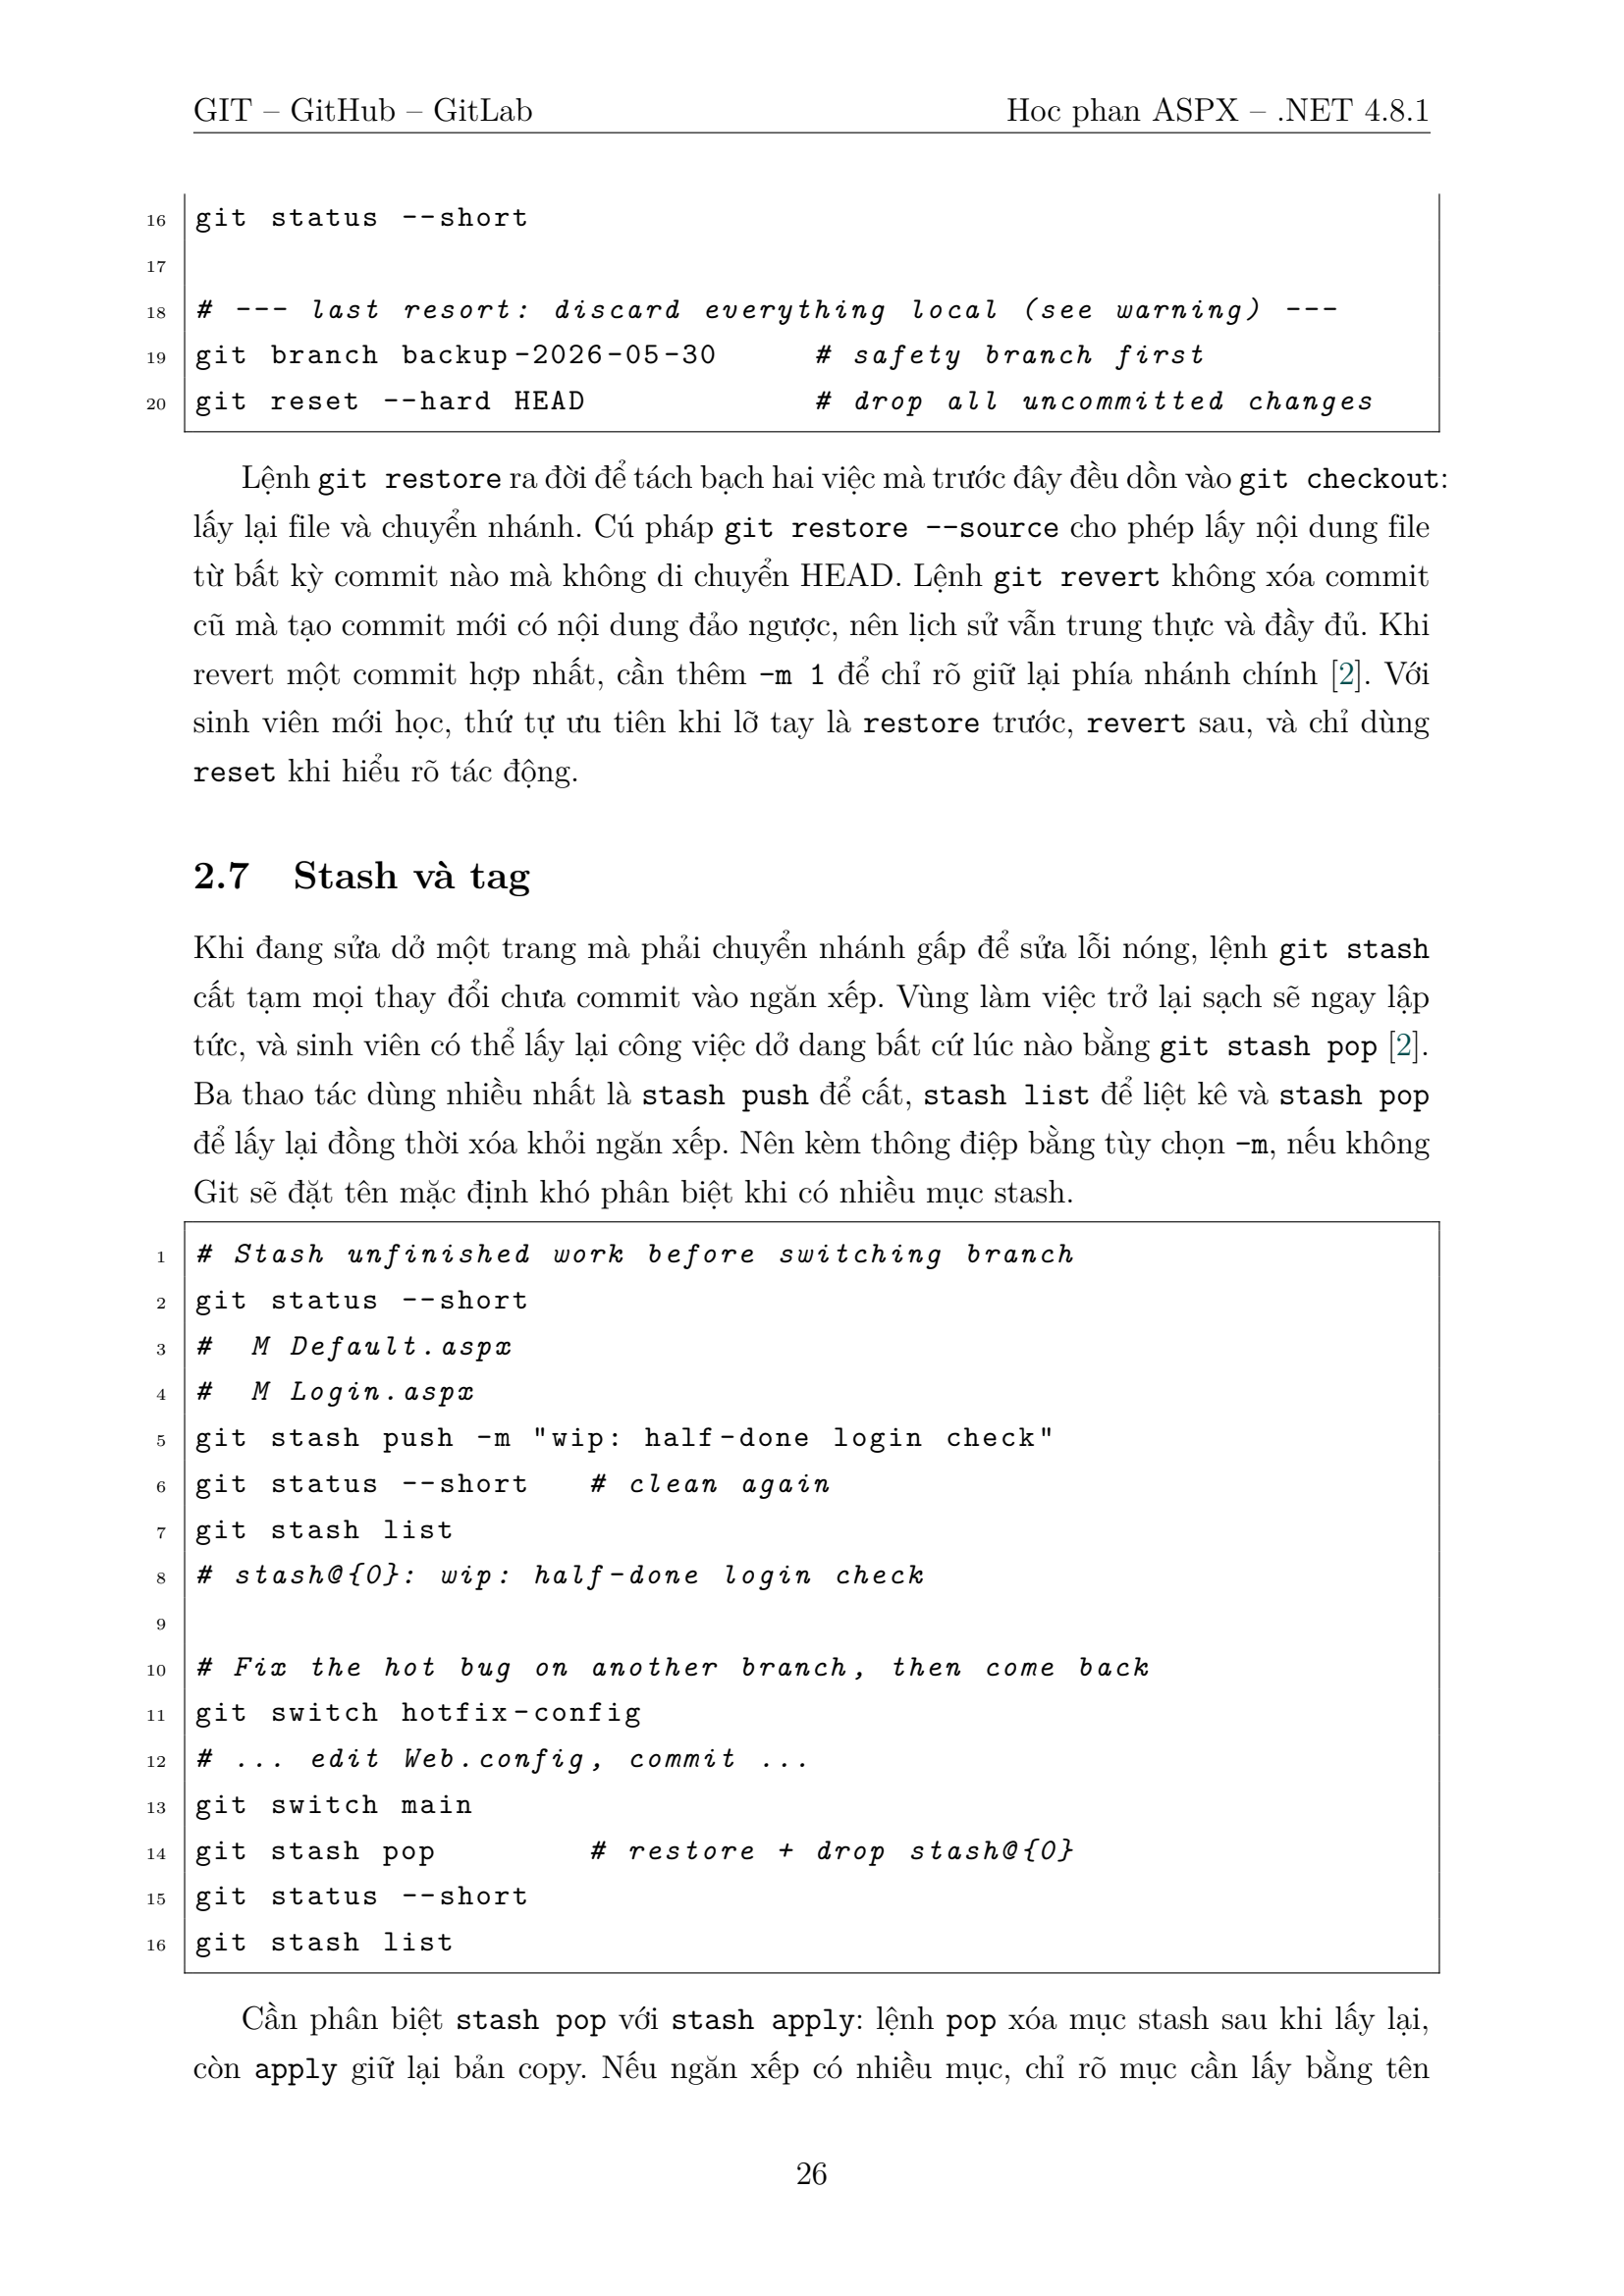 GIT – GitHub – GitLab
Hoc phan ASPX – .NET 4.8.1
16 git status --short
17
18 # --- last resort: discard everything local (see warning) ---
19 git branch backup-2026-05-30 # safety branch first
20 git reset --hard HEAD # drop all uncommitted changes
Lệnh git restore ra đời để tách bạch hai việc mà trước đây đều dồn vào git checkout:
lấy lại file và chuyển nhánh. Cú pháp git restore --source cho phép lấy nội dung file
từ bất kỳ commit nào mà không di chuyển HEAD. Lệnh git revert không xóa commit
cũ mà tạo commit mới có nội dung đảo ngược, nên lịch sử vẫn trung thực và đầy đủ. Khi
revert một commit hợp nhất, cần thêm -m 1 để chỉ rõ giữ lại phía nhánh chính [2]. Với
sinh viên mới học, thứ tự ưu tiên khi lỡ tay là restore trước, revert sau, và chỉ dùng
reset khi hiểu rõ tác động.
2.7 Stash và tag
Khi đang sửa dở một trang mà phải chuyển nhánh gấp để sửa lỗi nóng, lệnh git stash
cất tạm mọi thay đổi chưa commit vào ngăn xếp. Vùng làm việc trở lại sạch sẽ ngay lập
tức, và sinh viên có thể lấy lại công việc dở dang bất cứ lúc nào bằng git stash pop [2].
Ba thao tác dùng nhiều nhất là stash push để cất, stash list để liệt kê và stash pop
để lấy lại đồng thời xóa khỏi ngăn xếp. Nên kèm thông điệp bằng tùy chọn -m, nếu không
Git sẽ đặt tên mặc định khó phân biệt khi có nhiều mục stash.
1 # Stash unfinished work before switching branch
2 git status --short
3 #  M Default.aspx
4 #  M Login.aspx
5 git stash push -m "wip: half-done login check"
6 git status --short # clean again
7 git stash list
8 # stash@{0}: wip: half-done login check
9
10 # Fix the hot bug on another branch, then come back
11 git switch hotfix-config
12 # ... edit Web.config, commit ...
13 git switch main
14 git stash pop # restore + drop stash@{0}
15 git status --short
16 git stash list
Cần phân biệt stash pop với stash apply: lệnh pop xóa mục stash sau khi lấy lại,
còn apply giữ lại bản copy. Nếu ngăn xếp có nhiều mục, chỉ rõ mục cần lấy bằng tên
26